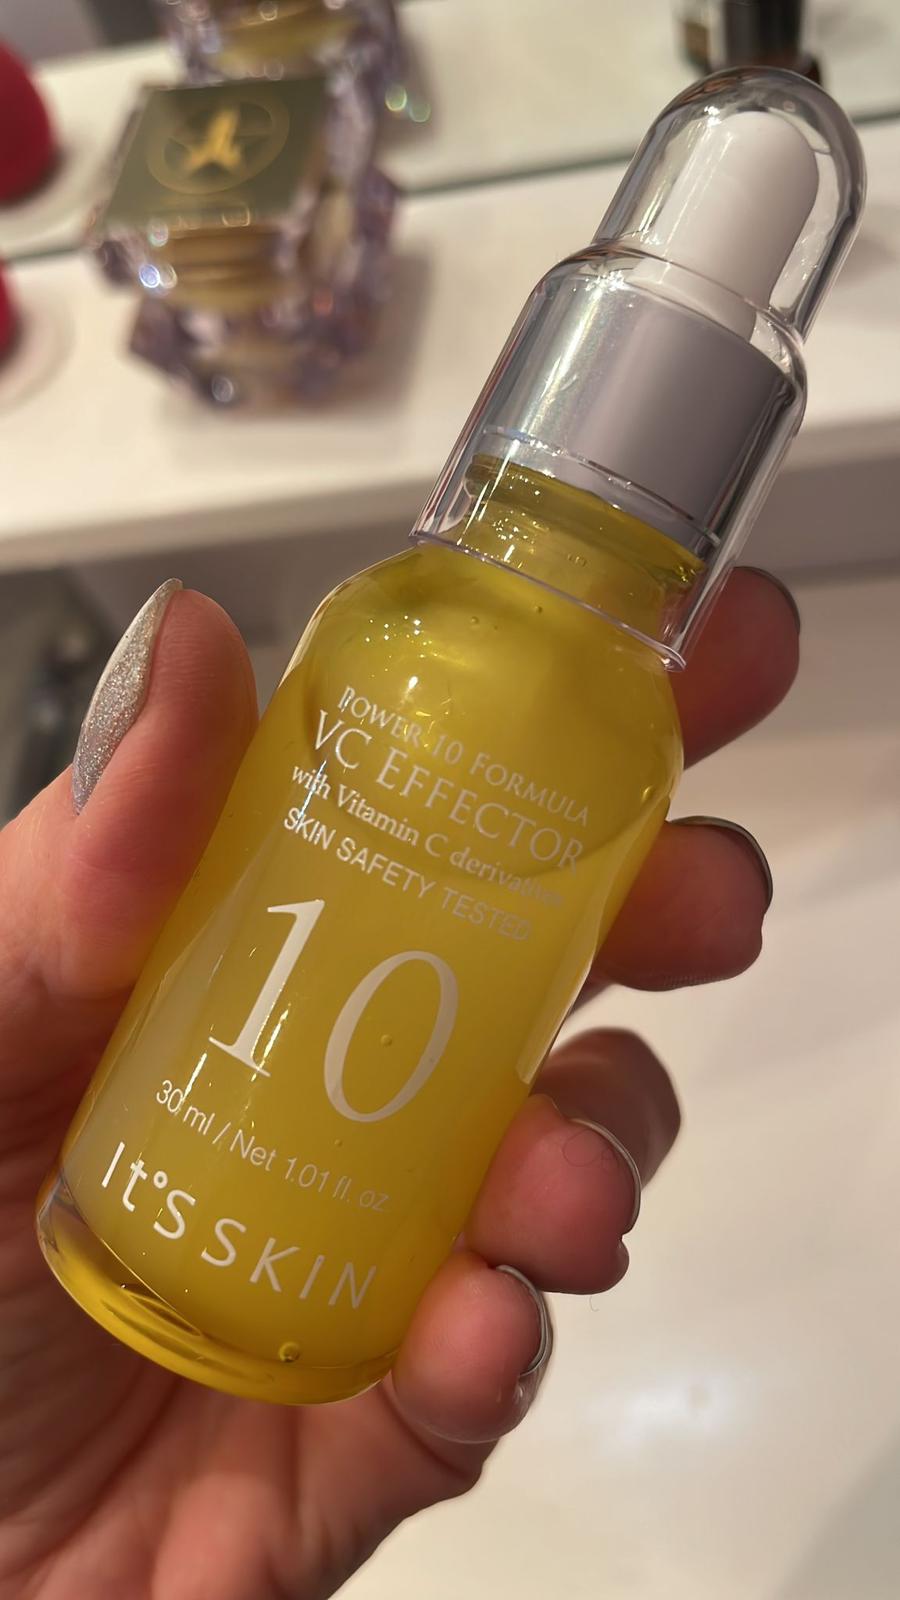 POWER 10 FORMULA
VC EFFECTOR
with Vitamin C derivatives
SKIN SAFETY TESTED
10
30 ml / Net 1.01 fl. oz.
It's SKIN